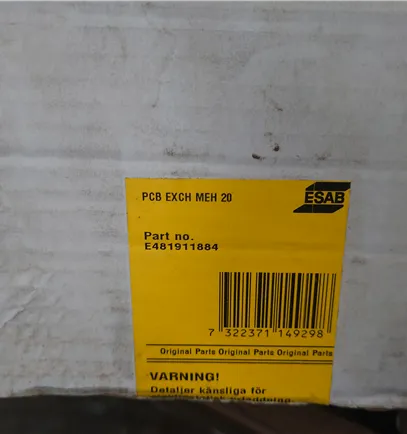 PCB EXCH MEH 20
ESAB
Part no.
E481911884
7 322371 149298
Original Parts Original Parts Original Parts
VARNING!
Detaljer känsliga för